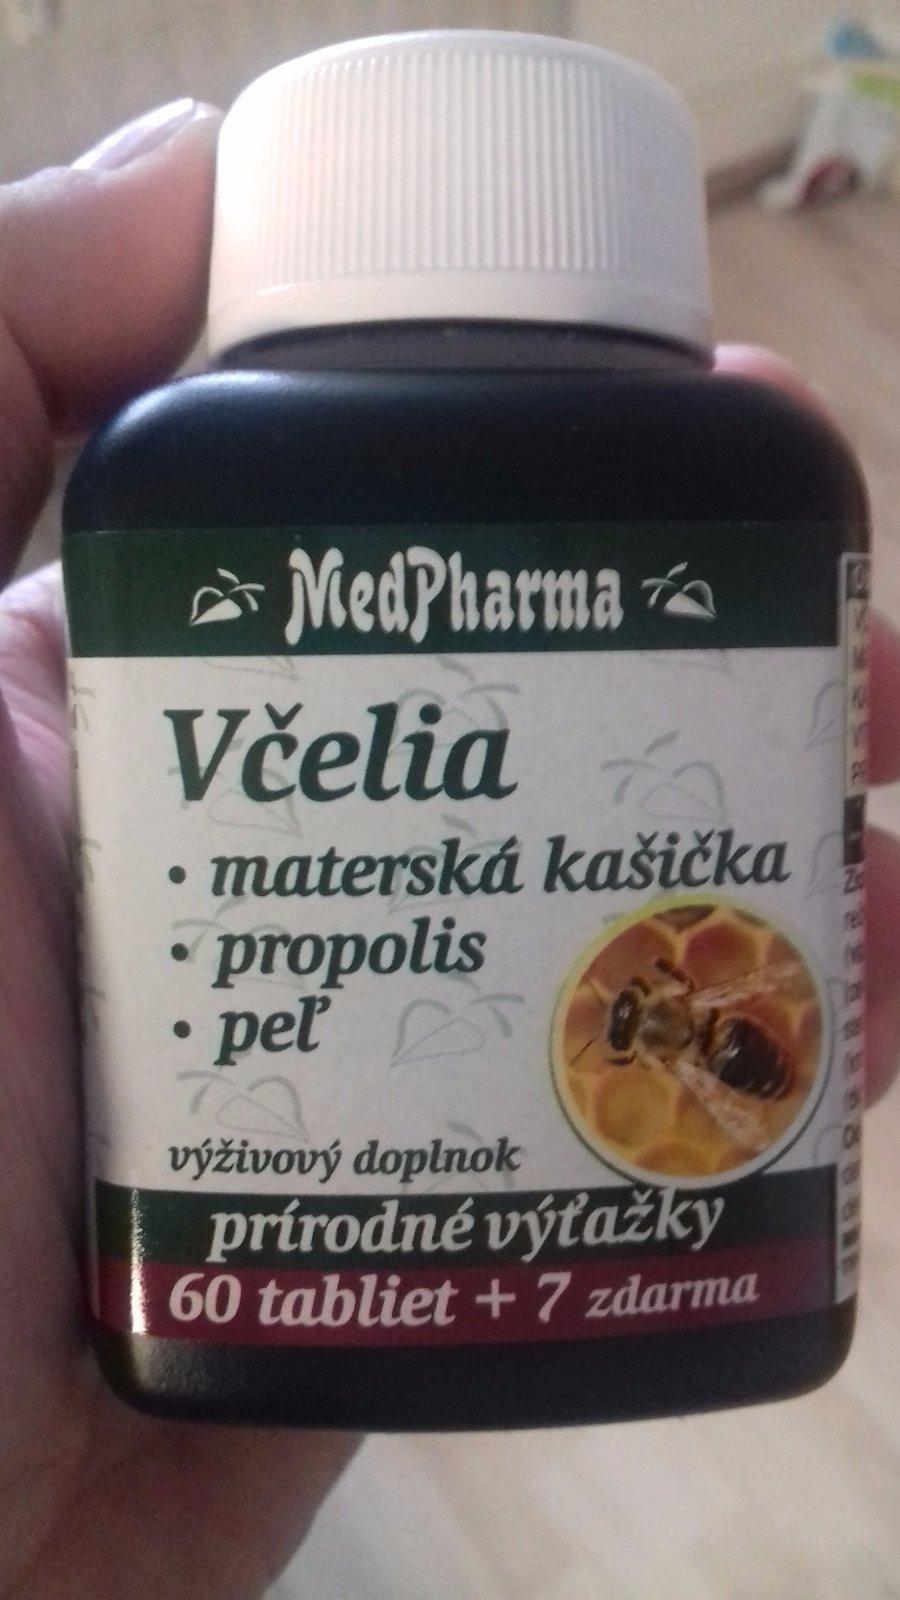 MedPharma
Včelia
• materská kašička
• propolis
• peľ
výživový doplnok
prírodné výťažky
60 tabliet + 7 zdarma